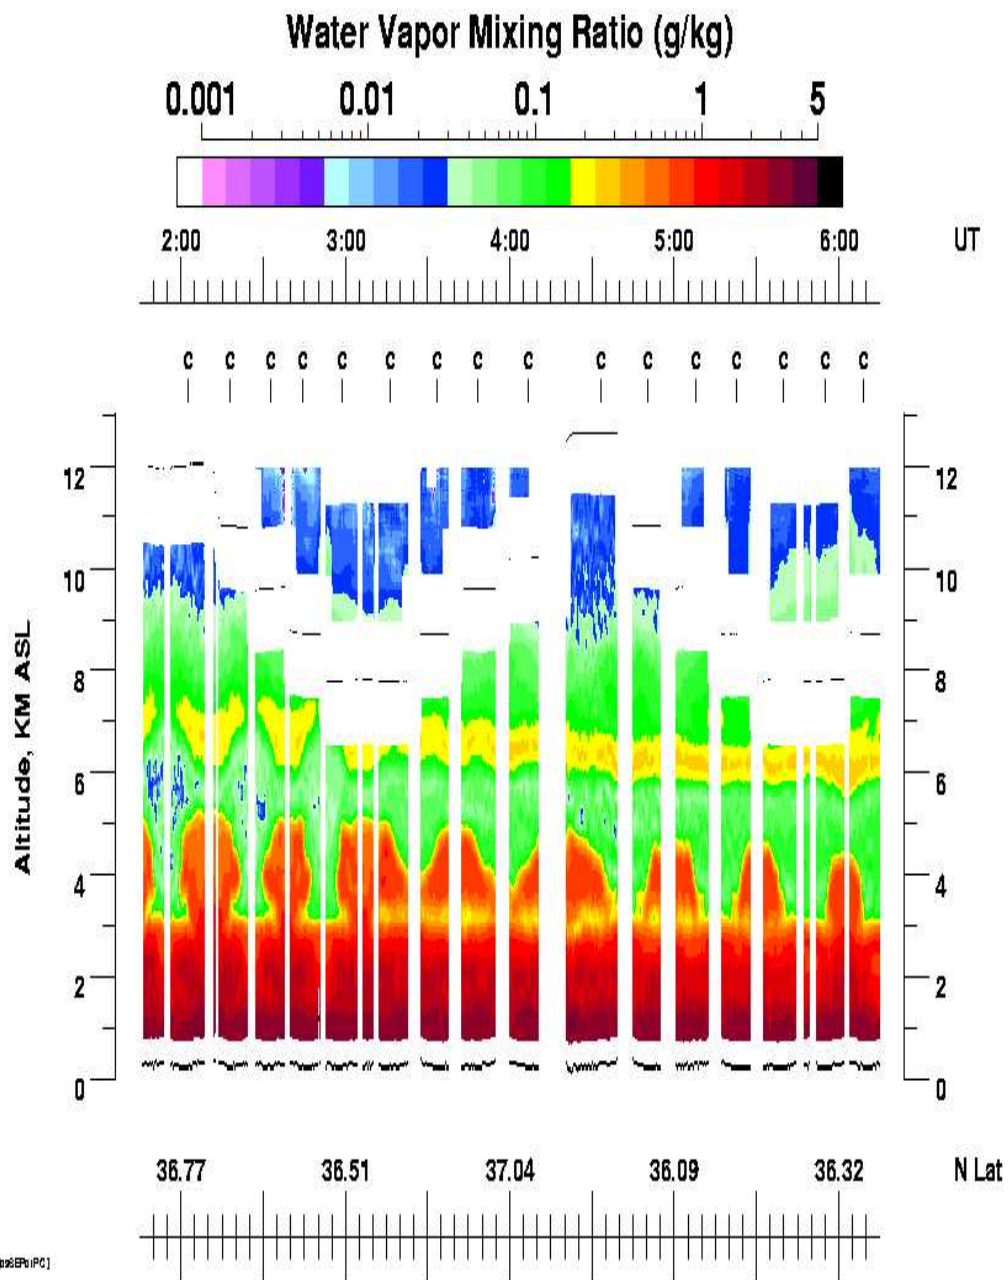 Water Vapor Mixing Ratio (g/kg)
0.001 0.01 0.1 1 5
2:00 3:00 4:00 5:00 6:00 UT
c c c c c c c c c c c c c c c c
12 12
10 10
8 8
6 6
4 4
2 2
0 0
Altitude, KM ASL
36.77 36.51 37.04 36.09 36.32 N Lat